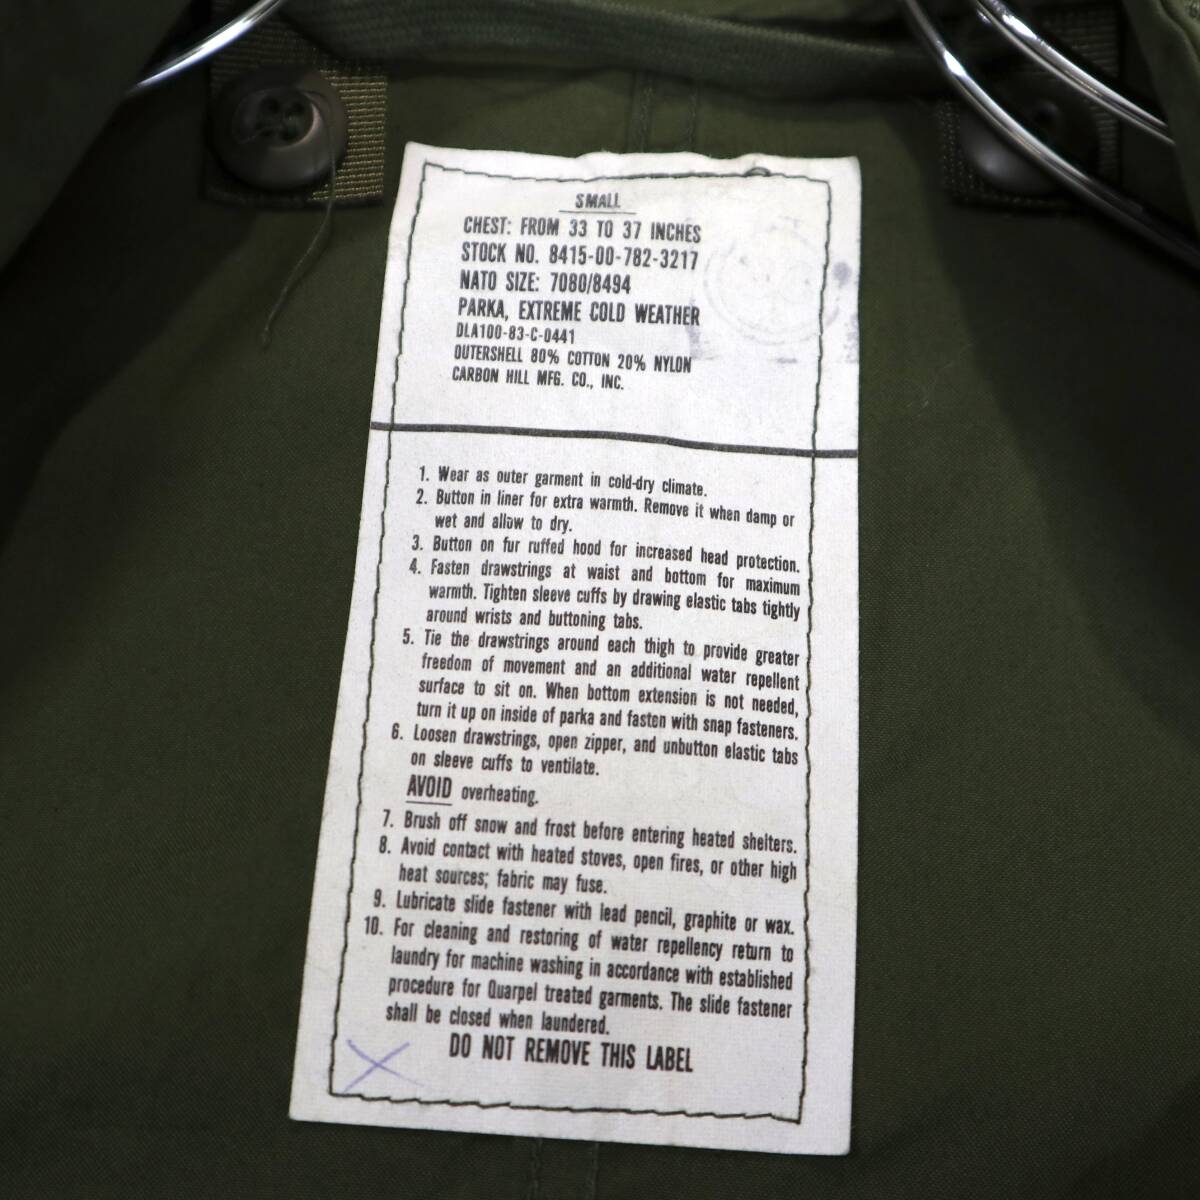 SMALL
CHEST: FROM 33 TO 37 INCHES
STOCK NO. 8415-00-782-3217
NATO SIZE: 7080/8494
PARKA, EXTREME COLD WEATHER
DLA100-83-C-0441
OUTERSHELL 80% COTTON 20% NYLON
CARBON HILL MFG. CO., INC.
1. Wear as outer garment in cold-dry climate.
2. Button in liner for extra warmth. Remove it when damp or
wet and allow to dry.
3. Button on fur ruffed hood for increased head protection.
4. Fasten drawstrings at waist and bottom for maximum
warmth. Tighten sleeve cuffs by drawing elastic tabs tightly
around wrists and buttoning tabs.
5. Tie the drawstrings around each thigh to provide greater
freedom of movement and an additional water repellent
surface to sit on. When bottom extension is not needed,
turn it up on inside of parka and fasten with snap fasteners.
6. Loosen drawstrings, open zipper, and unbutton elastic tabs
on sleeve cuffs to ventilate.
AVOID overheating.
7. Brush off snow and frost before entering heated shelters.
8. Avoid contact with heated stoves, open fires, or other high
heat sources; fabric may fuse.
9. Lubricate slide fastener with lead pencil, graphite or wax.
10. For cleaning and restoring of water repellency return to
laundry for machine washing in accordance with established
procedure for Quarpel treated garments. The slide fastener
shall be closed when laundered.
DO NOT REMOVE THIS LABEL